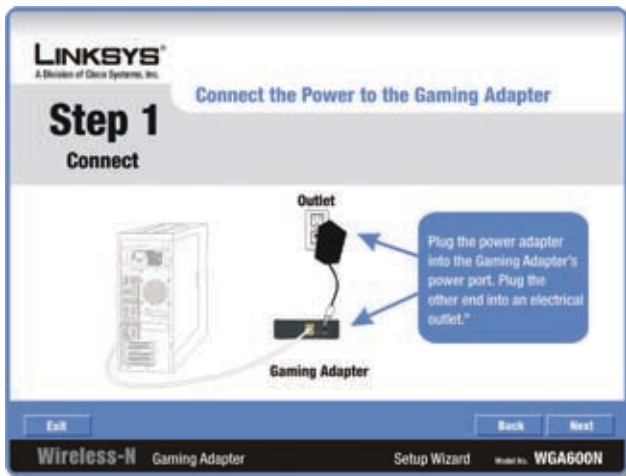 LINKSYS®
A Division of Cisco Systems, Inc.
Connect the Power to the Gaming Adapter
Step 1
Connect
Outlet
Plug the power adapter
into the Gaming Adapter's
power port. Plug the
other end into an electrical
outlet."
Gaming Adapter
Exit
Back
Next
Wireless-N Gaming Adapter
Setup Wizard Model No. WGA600N